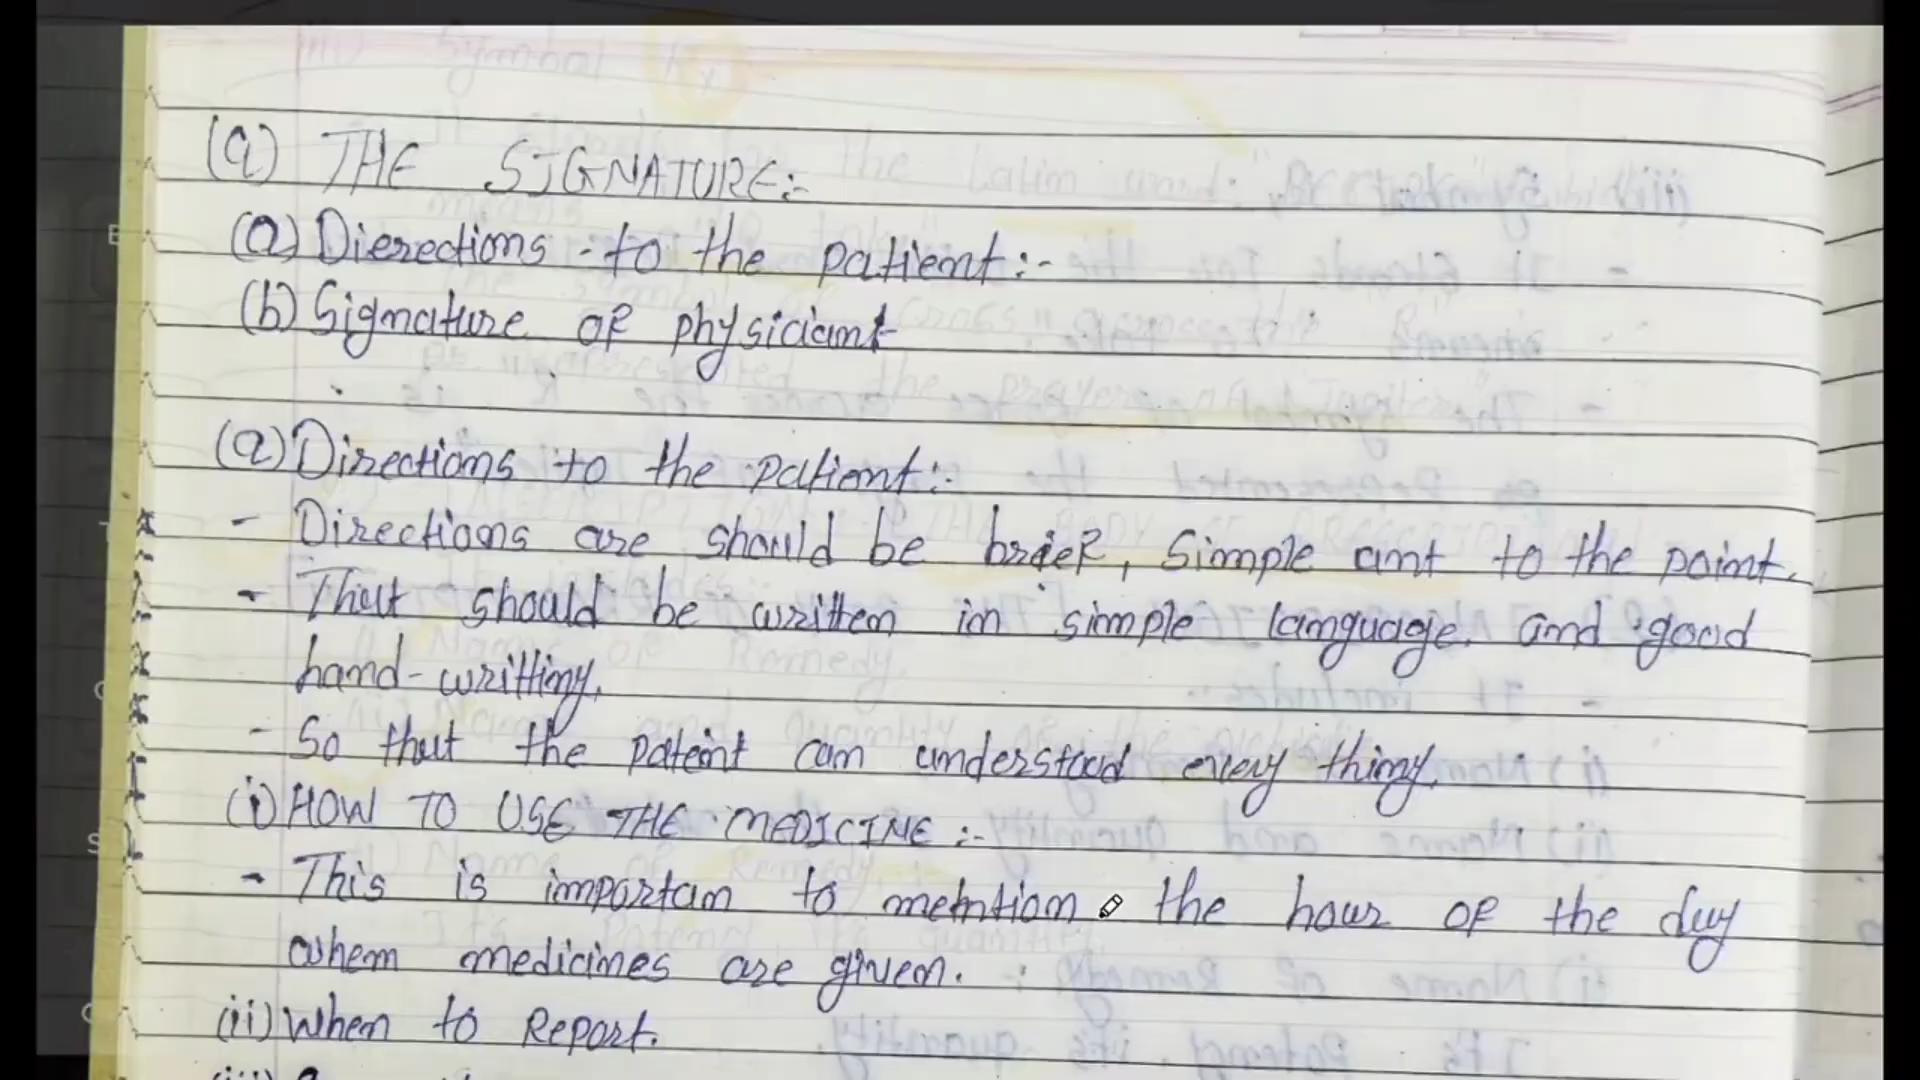 (a) THE SIGNATURE:-
(a) Dierections - to the patient:-
(b) Signature of physiciant
(a) Directions to the patient:-
- Directions are should be brief, Simple ant to the point.
- That should be written in simple language. and good
hand-writting.
- So that the pateint can understood every thing.
(i) HOW TO USE THE MEDICINE:-
- This is importan to mention the hour of the day
when medicines are given.
(ii) When to Report.